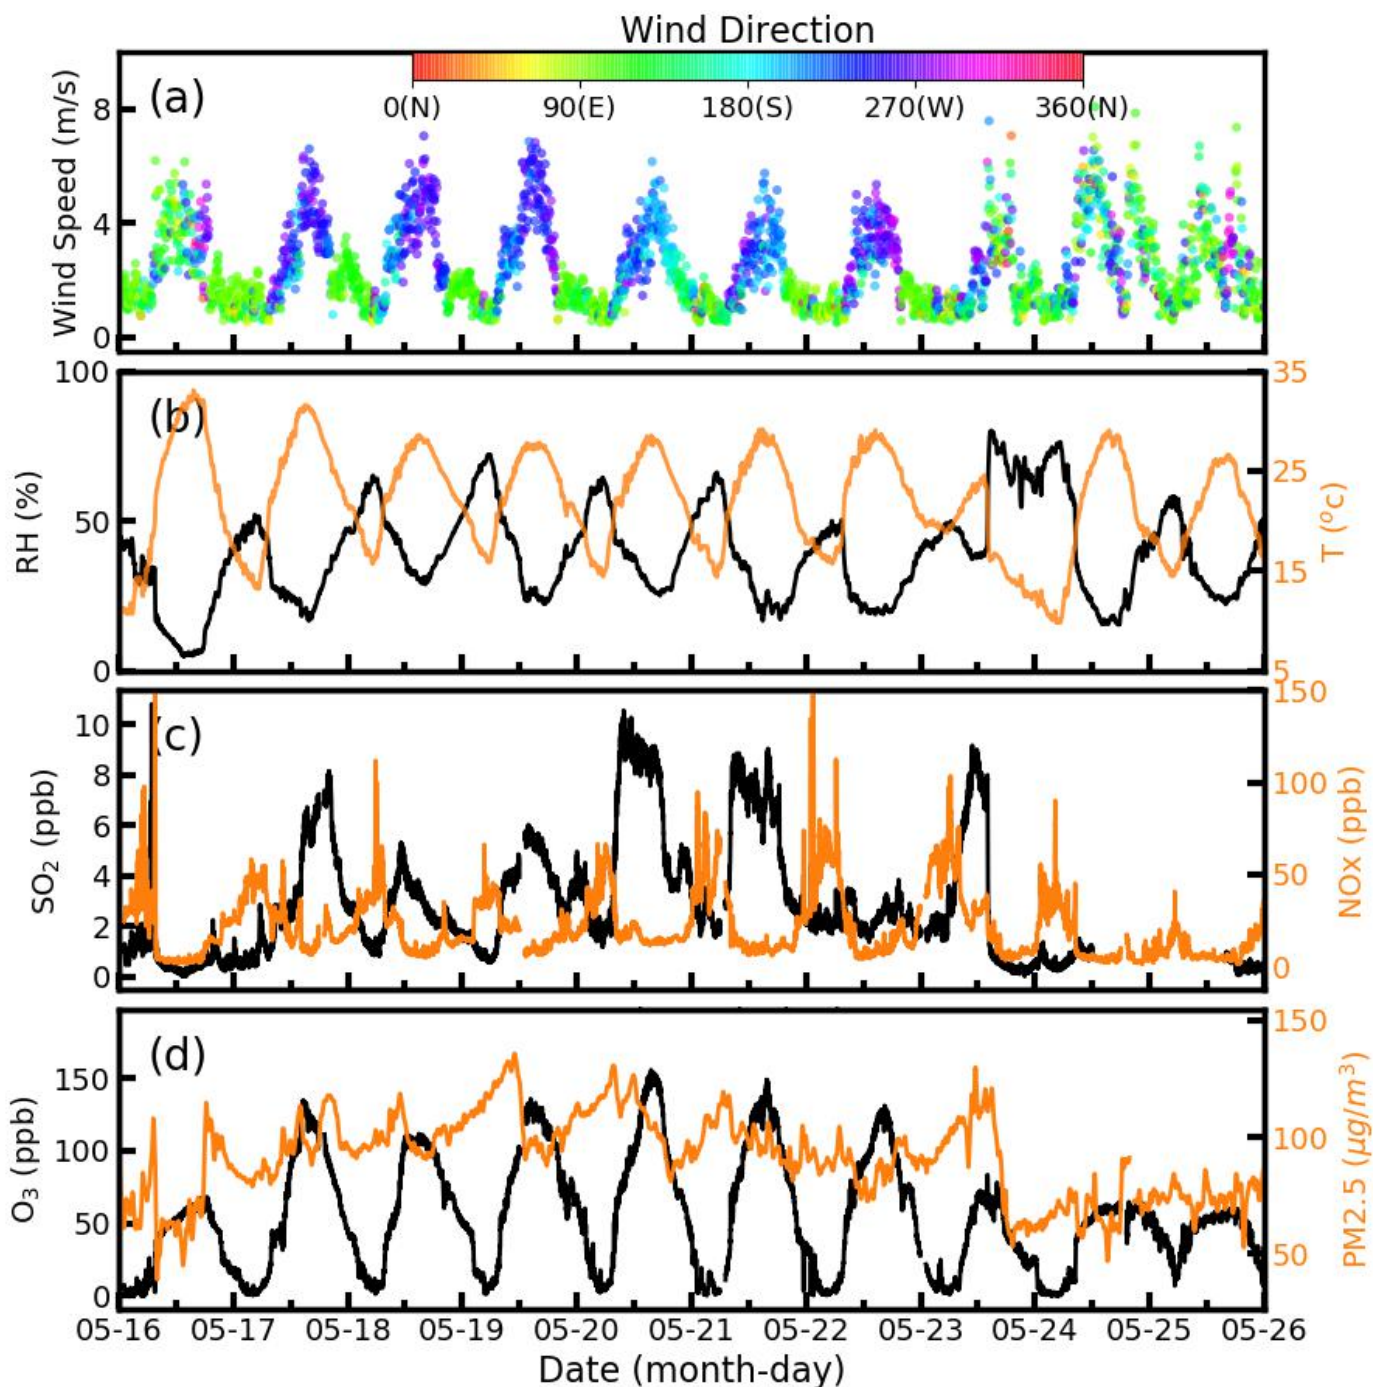 Wind Direction
(a)
0(N) 90(E) 180(S) 270(W) 360(N)
Wind Speed (m/s)
8
4
0
(b)
RH (%)
100
50
0
T (°C)
35
25
15
5
(c)
SO2 (ppb)
10
8
6
4
2
0
NOx (ppb)
150
100
50
0
(d)
O3 (ppb)
150
100
50
0
PM2.5 (μg/m³)
150
100
50
05-16 05-17 05-18 05-19 05-20 05-21 05-22 05-23 05-24 05-25 05-26
Date (month-day)